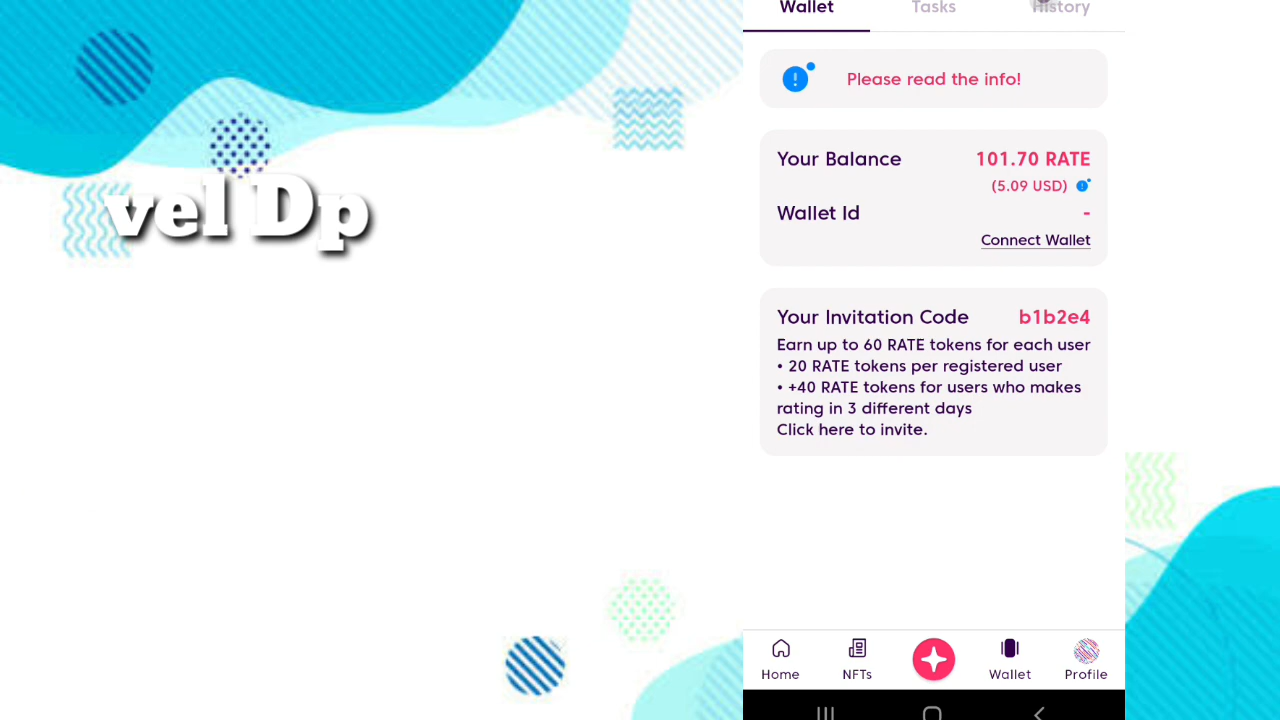 vel Dp
Wallet Tasks History
Please read the info!
Your Balance 101.70 RATE
(5.09 USD)
Wallet Id -
Connect Wallet
Your Invitation Code b1b2e4
Earn up to 60 RATE tokens for each user
• 20 RATE tokens per registered user
• +40 RATE tokens for users who makes
rating in 3 different days
Click here to invite.
Home NFTs Wallet Profile